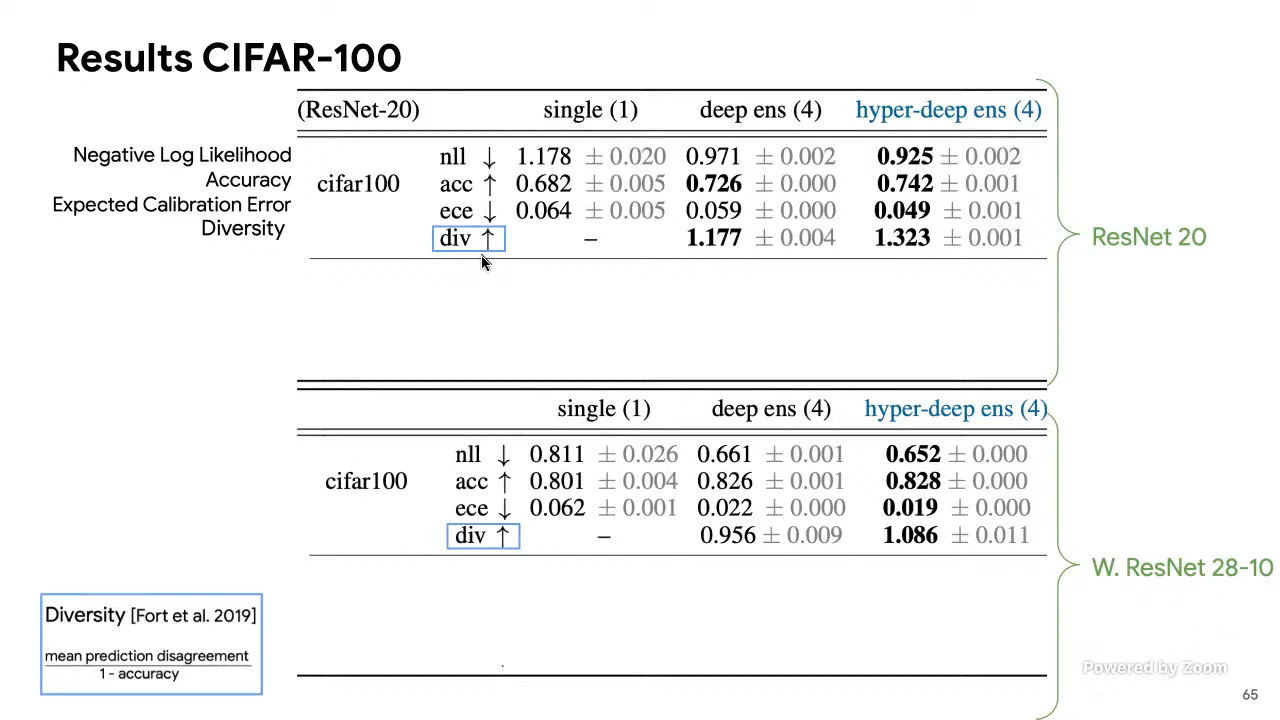 Results CIFAR-100
(ResNet-20) single (1) deep ens (4) hyper-deep ens (4)
Negative Log Likelihood nll ↓ 1.178 ± 0.020 0.971 ± 0.002 0.925 ± 0.002
Accuracy cifar100 acc ↑ 0.682 ± 0.005 0.726 ± 0.000 0.742 ± 0.001
Expected Calibration Error ece ↓ 0.064 ± 0.005 0.059 ± 0.000 0.049 ± 0.001
Diversity div ↑ – 1.177 ± 0.004 1.323 ± 0.001
ResNet 20
single (1) deep ens (4) hyper-deep ens (4)
nll ↓ 0.811 ± 0.026 0.661 ± 0.001 0.652 ± 0.000
cifar100 acc ↑ 0.801 ± 0.004 0.826 ± 0.001 0.828 ± 0.000
ece ↓ 0.062 ± 0.001 0.022 ± 0.000 0.019 ± 0.000
div ↑ – 0.956 ± 0.009 1.086 ± 0.011
W. ResNet 28-10
Diversity [Fort et al. 2019]
mean prediction disagreement
1 - accuracy
Powered by Zoom
65